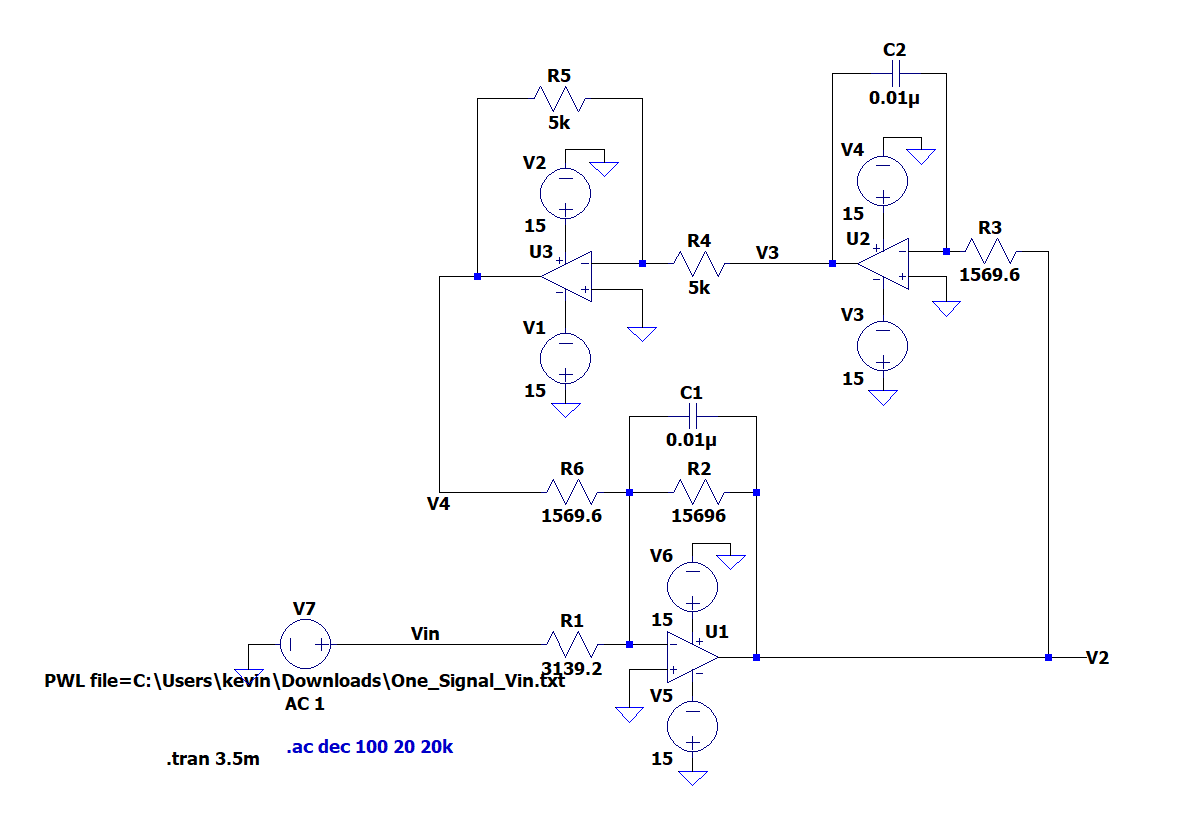 C2
0.01µ
R5
5k
V2
15
U3
V4
15
U2
R3
1569.6
R4
5k
V3
V1
15
V3
15
C1
0.01µ
R6
1569.6
R2
15696
V4
V6
15
U1
V7
Vin
R1
3139.2
V2
PWL file=C:\Users\kevin\Downloads\One_Signal_Vin.txt
AC 1
V5
15
.tran 3.5m
.ac dec 100 20 20k